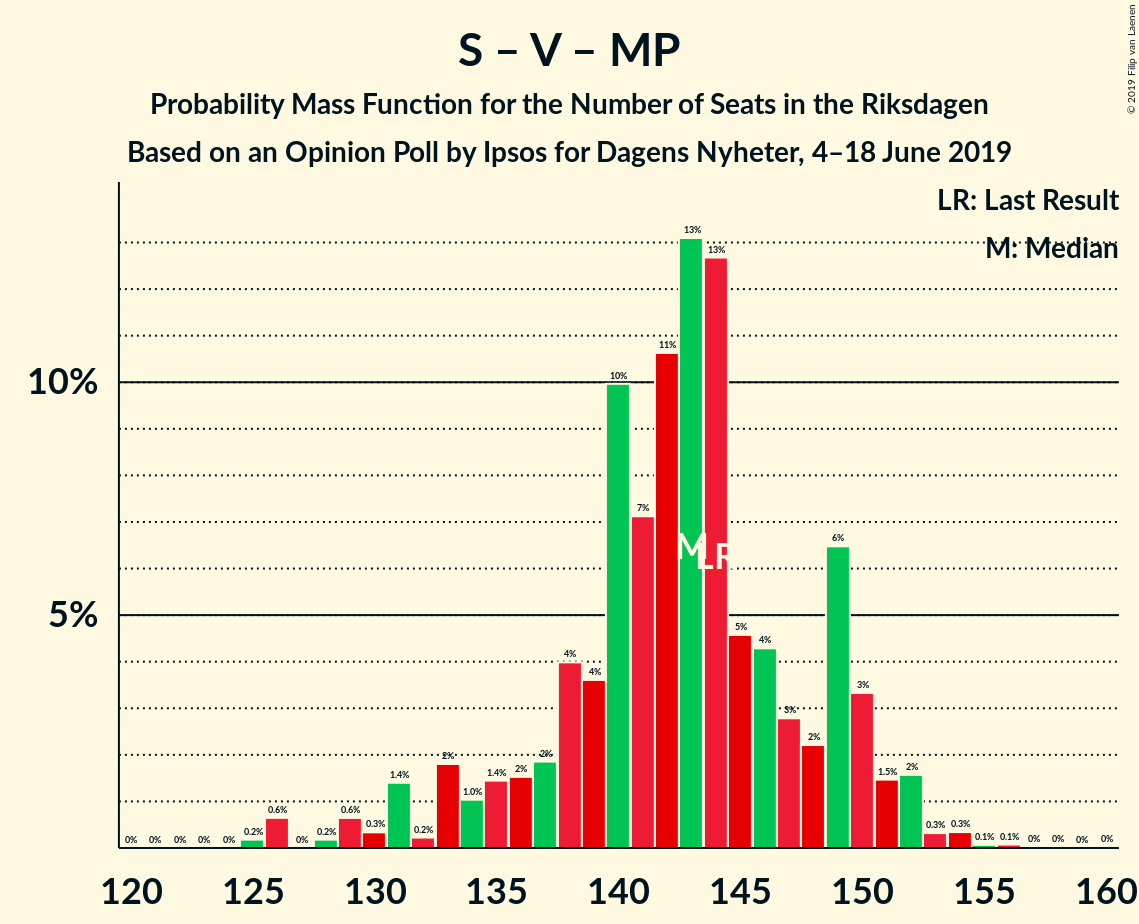 S – V – MP
Probability Mass Function for the Number of Seats in the Riksdagen
Based on an Opinion Poll by Ipsos for Dagens Nyheter, 4–18 June 2019
© 2019 Filip van Laenen
LR: Last Result
M: Median
10%
5%
0% 0% 0% 0% 0% 0.2% 0.6% 0% 0.2% 0.6% 0.3% 1.4% 0.2% 2% 1.0% 1.4% 2% 2% 4% 4% 10% 7% 11% 13% 13% 5% 4% 3% 2% 6% 3% 1.5% 2% 0.3% 0.3% 0.1% 0.1% 0% 0% 0% 0%
M LR
120 125 130 135 140 145 150 155 160